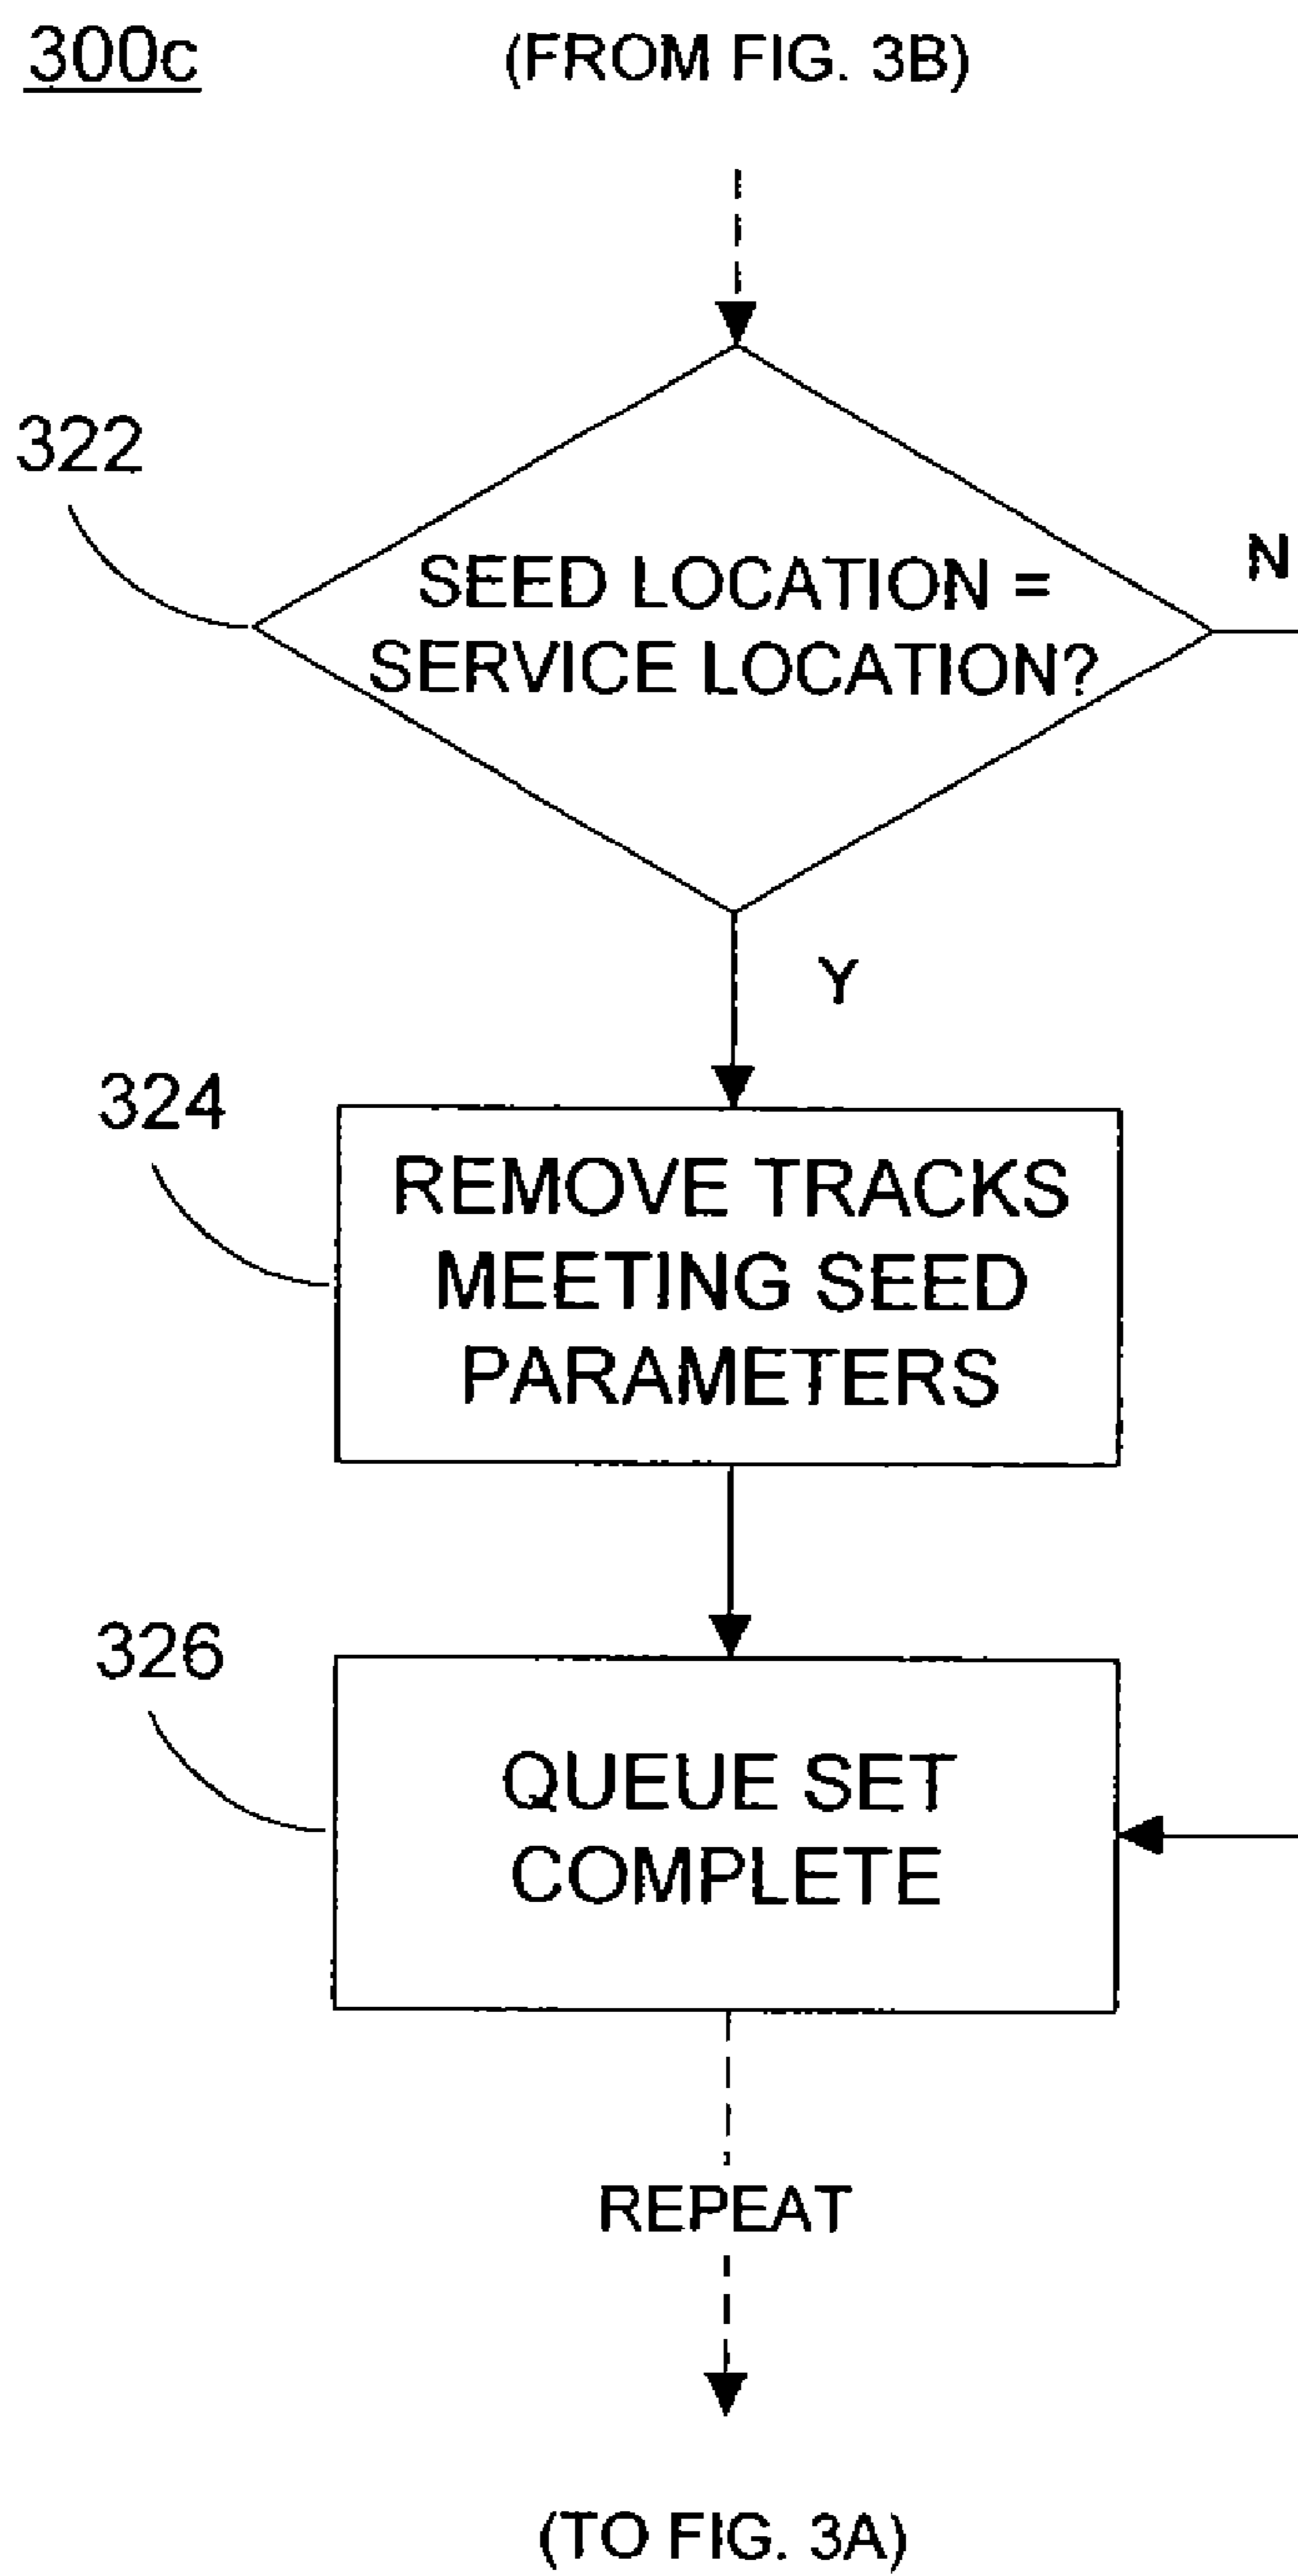 300c
(FROM FIG. 3B)
322
SEED LOCATION =
SERVICE LOCATION?
N
Y
324
REMOVE TRACKS
MEETING SEED
PARAMETERS
326
QUEUE SET
COMPLETE
REPEAT
(TO FIG. 3A)